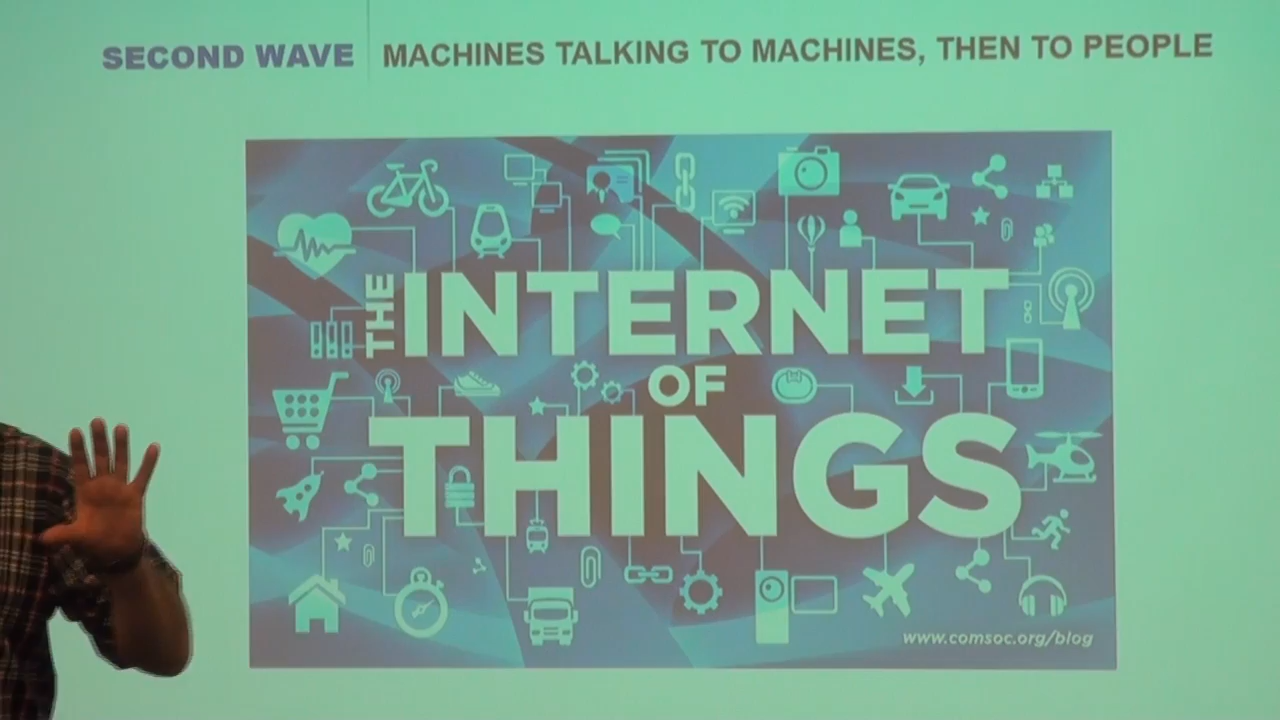 SECOND WAVE MACHINES TALKING TO MACHINES, THEN TO PEOPLE
THE INTERNET
OF
THINGS
www.comsoc.org/blog